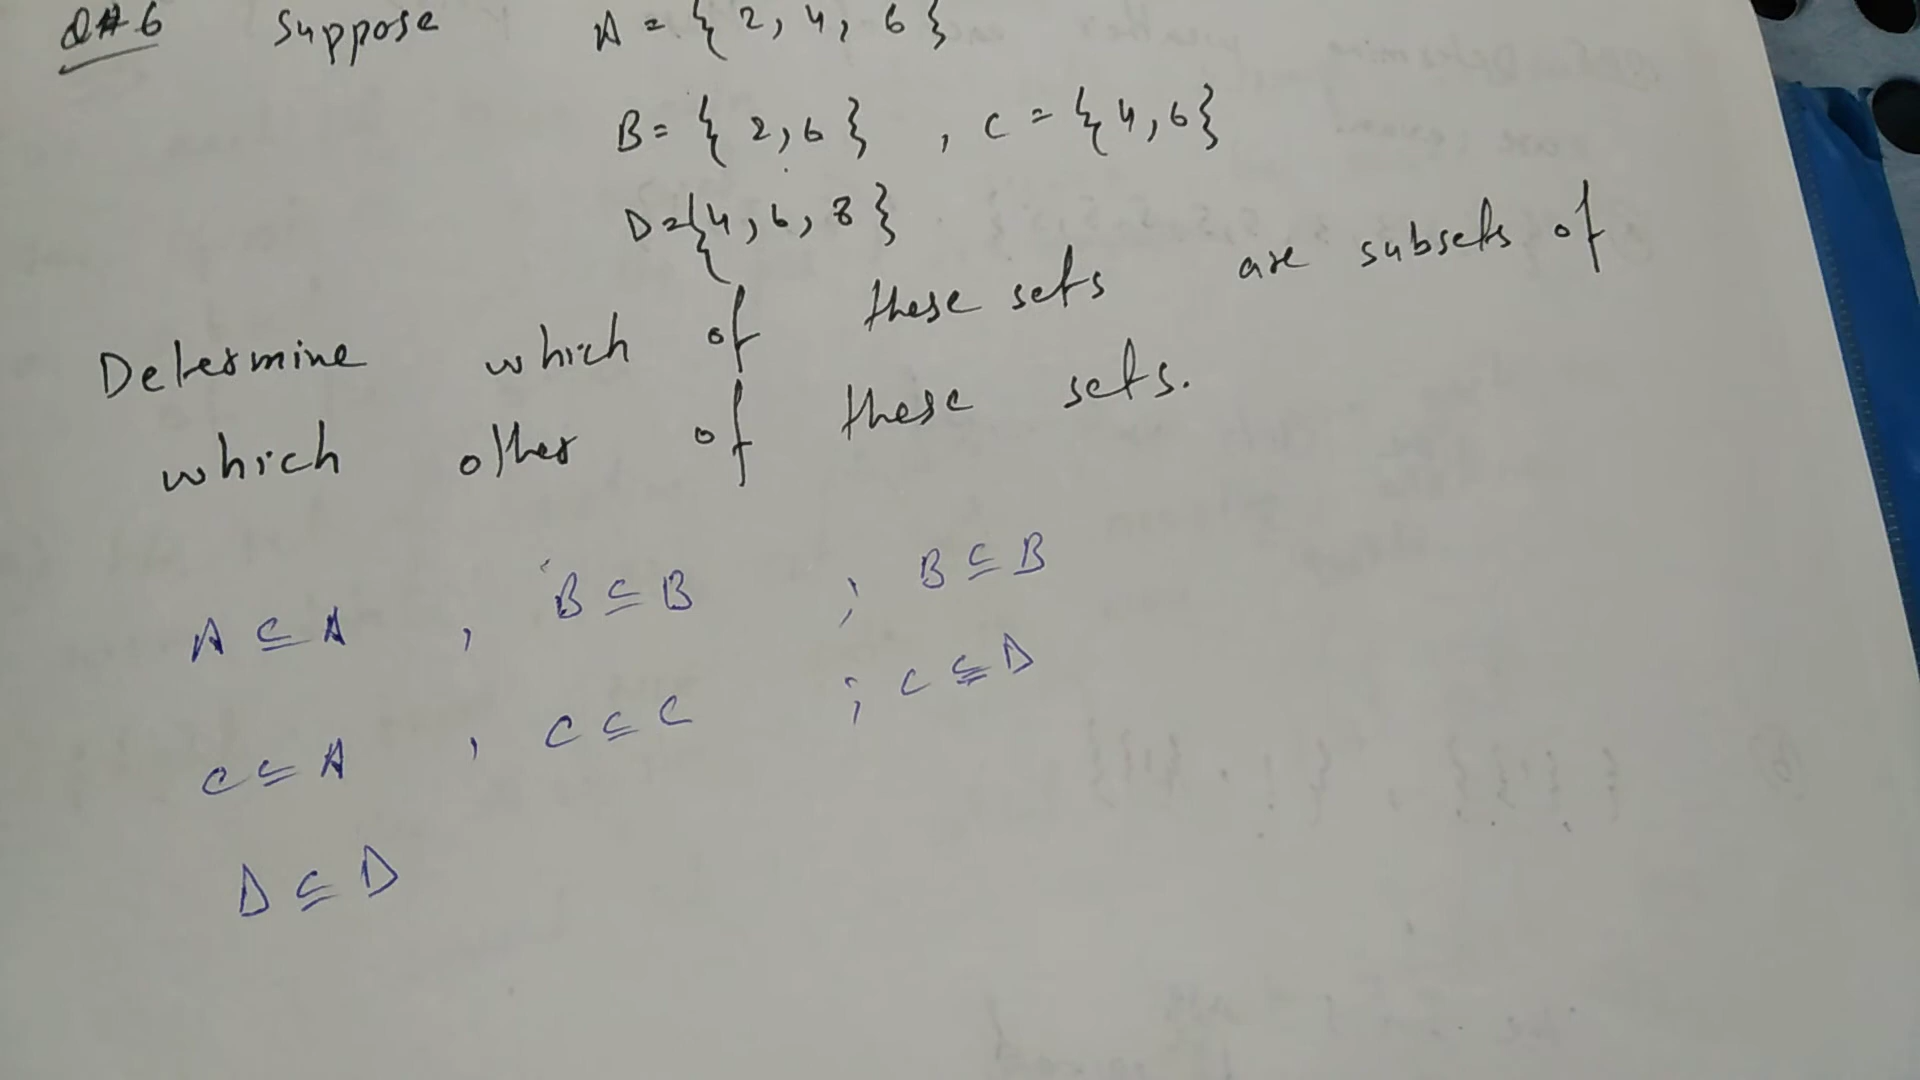 Q#6 Suppose A = { 2, 4, 6 }
B = { 2, 6 } , C = { 4, 6 }
D = { 4, 6, 8 }
Determine which of these sets are subsets of
which other of these sets.
A ⊆ A , B ⊆ B ; B ⊆ B
C ⊆ A , C ⊆ C ; C ⊆ D
D ⊆ D